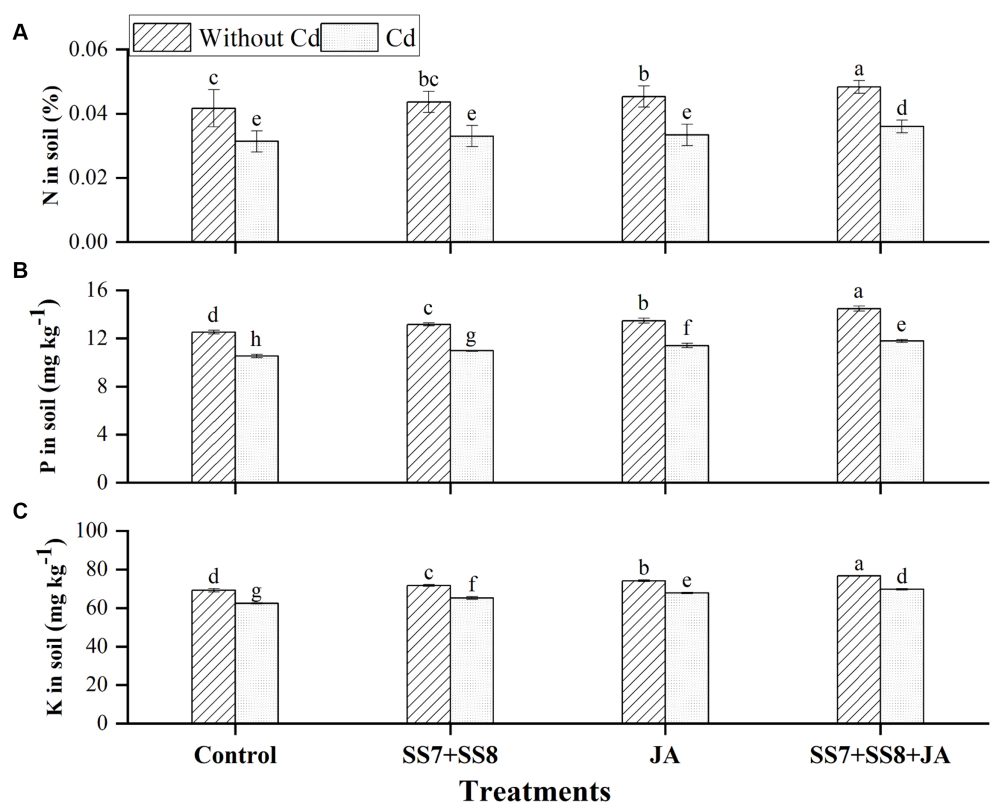 A
Without Cd Cd
N in soil (%)
0.06
0.04
0.02
0.00
c e bc e b e a d
B
P in soil (mg kg-1)
16
12
8
4
0
d h c g b f a e
C
K in soil (mg kg-1)
100
80
60
40
20
0
d g c f b e a d
Control SS7+SS8 JA SS7+SS8+JA
Treatments